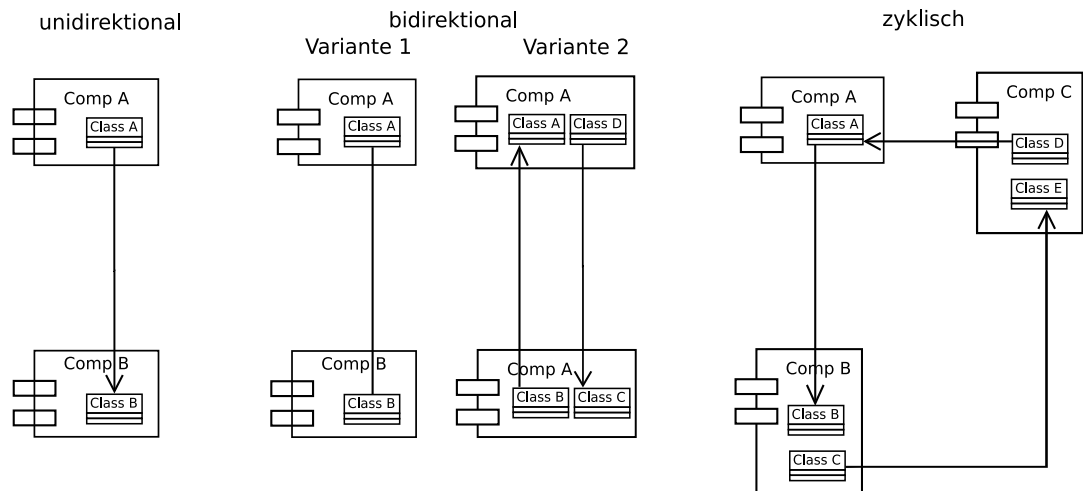 unidirektional
bidirektional
zyklisch
Variante 1
Variante 2
Comp A
Class A
Comp B
Class B
Comp A
Class A
Comp B
Class B
Comp A
Class A
Class D
Comp A
Class B
Class C
Comp A
Class A
Comp C
Class D
Class E
Comp B
Class B
Class C